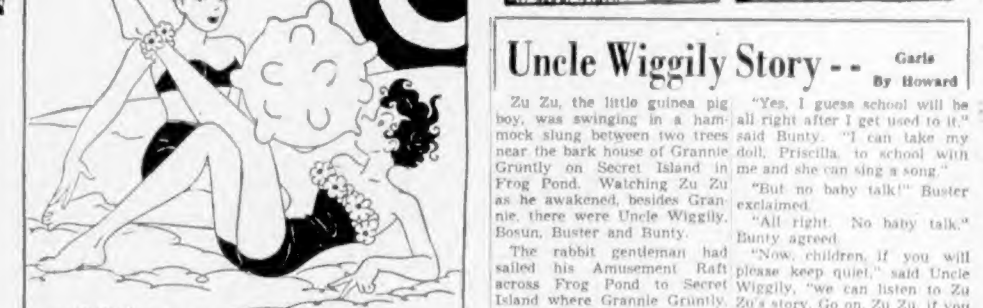 Uncle Wiggily Story --
Garis
By Howard
Zu Zu, the little guinea pig
boy, was swinging in a ham-
mock slung between two trees
near the bark house of Grannie
Gruntly on Secret Island in
Frog Pond. Watching Zu Zu
as he awakened, besides Gran-
nie, there were Uncle Wiggily,
Bosun, Buster and Bunty.
The rabbit gentleman had
sailed his Amusement Raft
across Frog Pond to Secret
Island where Grannie Gruntly,
"Yes, I guess school will be
all right after I get used to it,"
said Bunty. "I can take my
doll, Priscilla, to school with
me and she can sing a song."
"But no baby talk!" Buster
exclaimed.
"All right. No baby talk,"
Bunty agreed.
"Now, children, if you will
please keep quiet," said Uncle
Wiggily, "we can listen to Zu
Zu's story. Go on, Zu Zu, if you